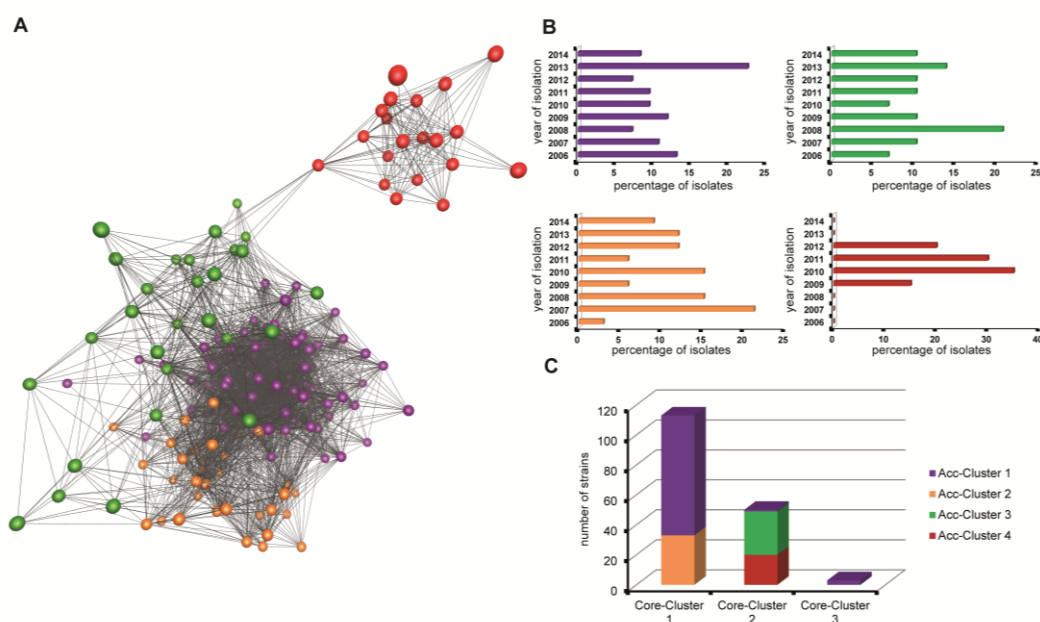 A
B
year of isolation
2014
2013
2012
2011
2010
2009
2008
2007
2006
0 5 10 15 20 25
percentage of isolates
year of isolation
2014
2013
2012
2011
2010
2009
2008
2007
2006
0 5 10 15 20 25
percentage of isolates
year of isolation
2014
2013
2012
2011
2010
2009
2008
2007
2006
0 5 10 15 20 25
percentage of isolates
year of isolation
2014
2013
2012
2011
2010
2009
2008
2007
2006
0 10 20 30 40
percentage of isolates
C
number of strains
120
100
80
60
40
20
0
Core-Cluster 1
Core-Cluster 2
Core-Cluster 3
Acc-Cluster 1
Acc-Cluster 2
Acc-Cluster 3
Acc-Cluster 4